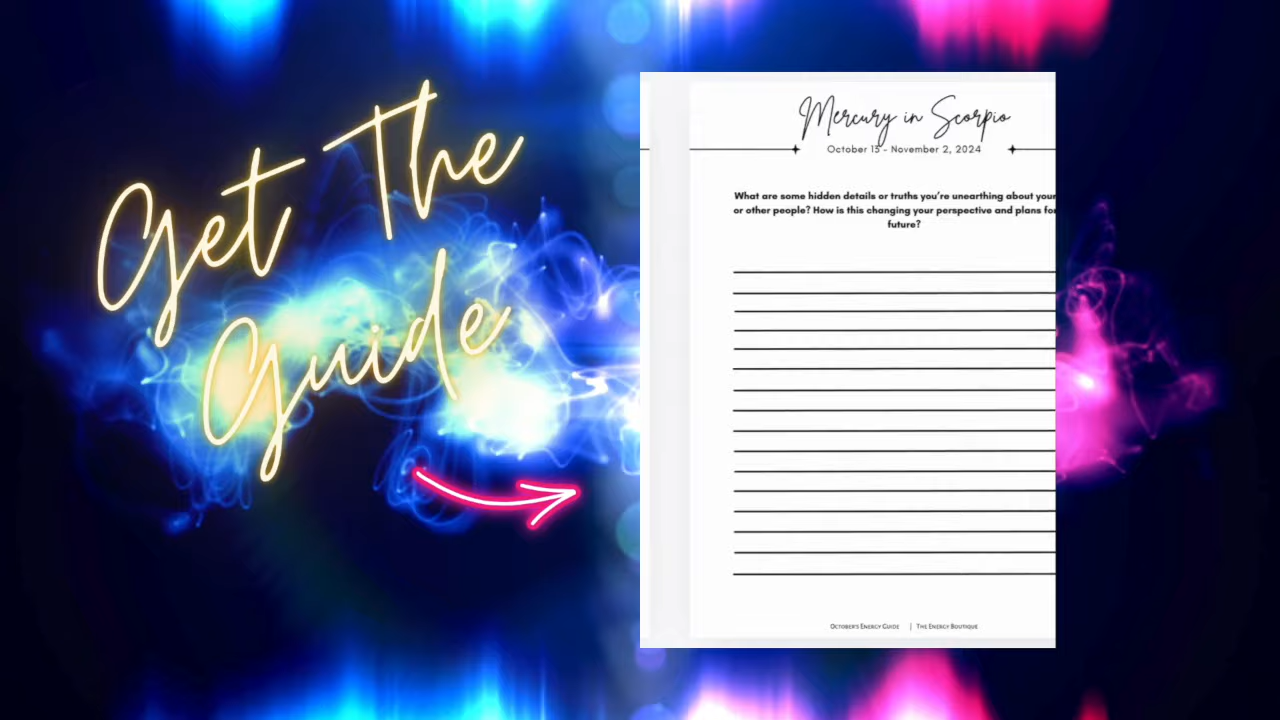 Get The
Guide
Mercury in Scorpio
October 15 - November 2, 2024
What are some hidden details or truths you're unearthing about your
or other people? How is this changing your perspective and plans for
future?
October's Energy Guide | The Energy Boutique